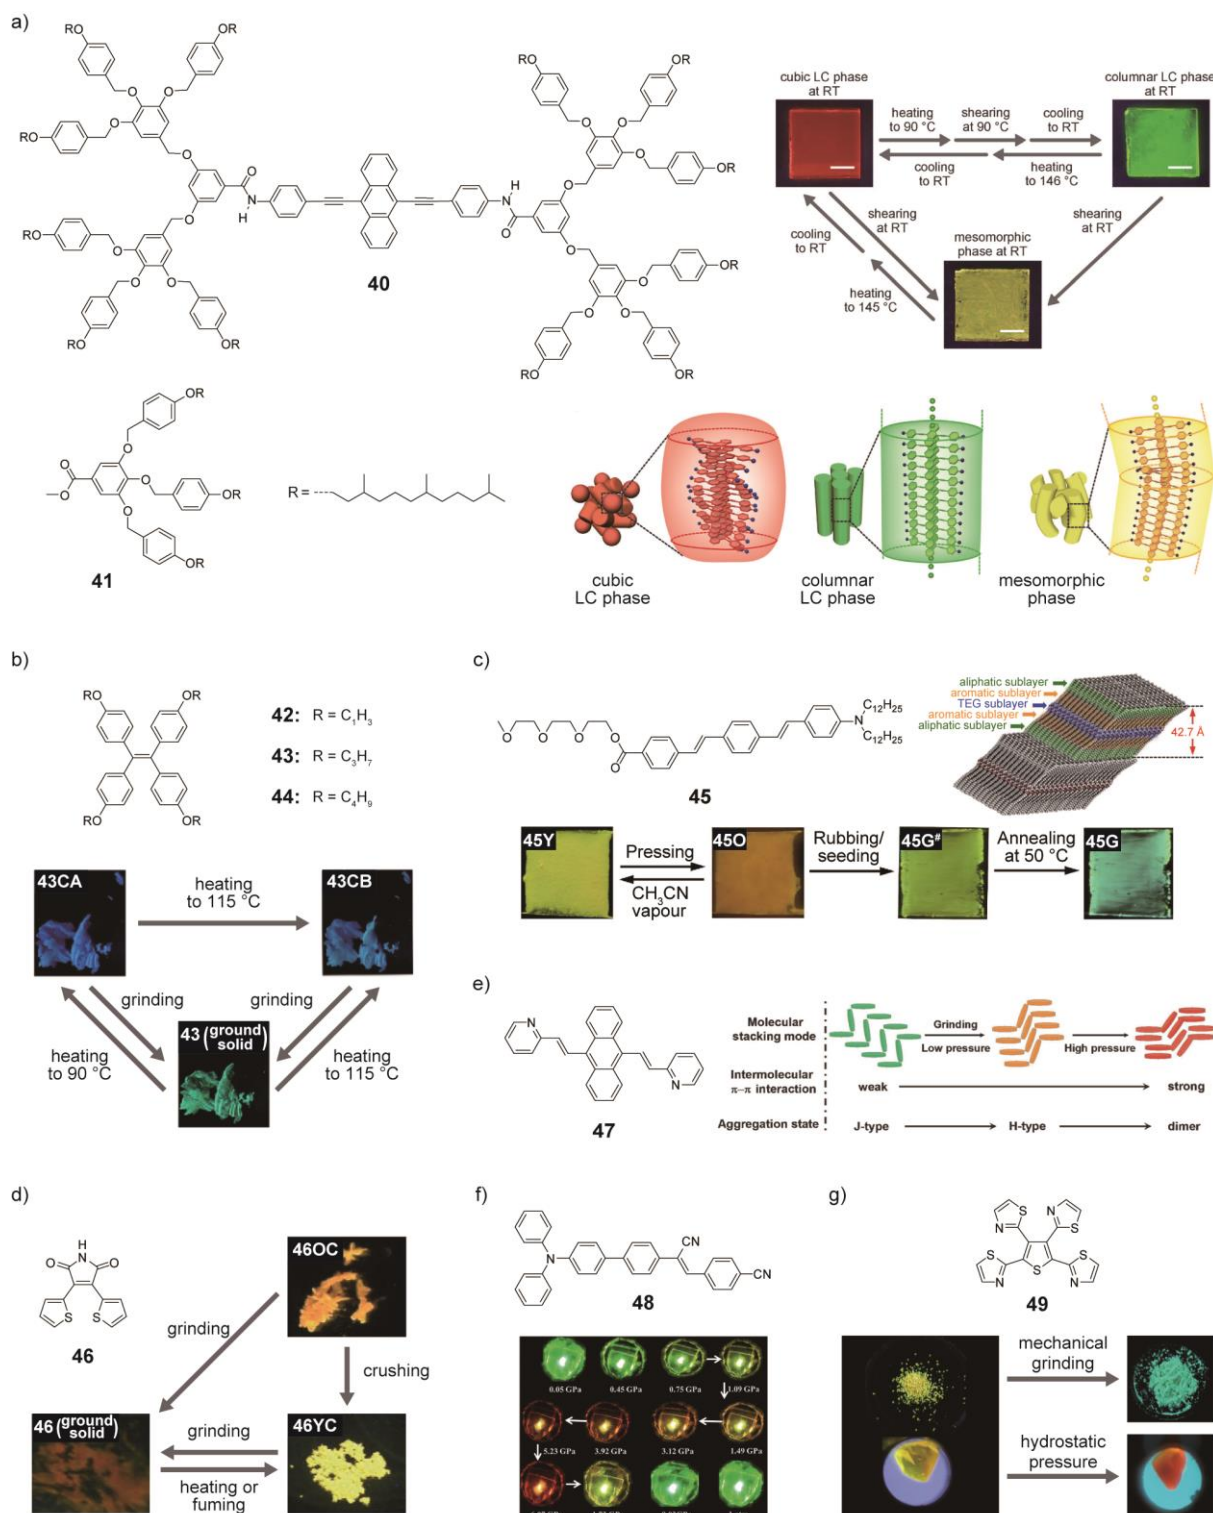 a)
RO
OR
RO
OR
OR
RO
OR
RO
OR
RO
OR
OR
RO
OR
40
cubic LC phase
at RT
columnar LC phase
at RT
heating
to 90 °C
shearing
at 90 °C
cooling
to RT
cooling
to RT
heating
to 146 °C
shearing
at RT
shearing
at RT
cooling
to RT
mesomorphic
phase at RT
heating
to 145 °C
OR
OR
OR
41
R =
cubic
LC phase
columnar
LC phase
mesomorphic
phase
b)
RO
OR
RO
OR
42: R = C1H3
43: R = C3H7
44: R = C4H9
43CA
heating
to 115 °C
43CB
grinding
grinding
43 (ground solid)
heating
to 90 °C
heating
to 115 °C
c)
C12H25
N
C12H25
45
aliphatic sublayer
aromatic sublayer
TEG sublayer
aromatic sublayer
aliphatic sublayer
42.7 Å
45Y
Pressing
CH3CN
vapour
45O
Rubbing/
seeding
45G#
Annealing
at 50 °C
45G
e)
N
N
47
Molecular
stacking mode
Grinding
Low pressure
High pressure
Intermolecular
π–π interaction
weak
strong
Aggregation state
J-type
H-type
dimer
d)
H
O N O
S S
46
46OC
grinding
crushing
46 (ground solid)
grinding
heating or
fuming
46YC
f)
N
CN
CN
48
0.05 GPa
0.45 GPa
0.75 GPa
1.09 GPa
5.23 GPa
3.92 GPa
3.12 GPa
1.49 GPa
g)
S N
N S
S S S
N N
49
mechanical
grinding
hydrostatic
pressure